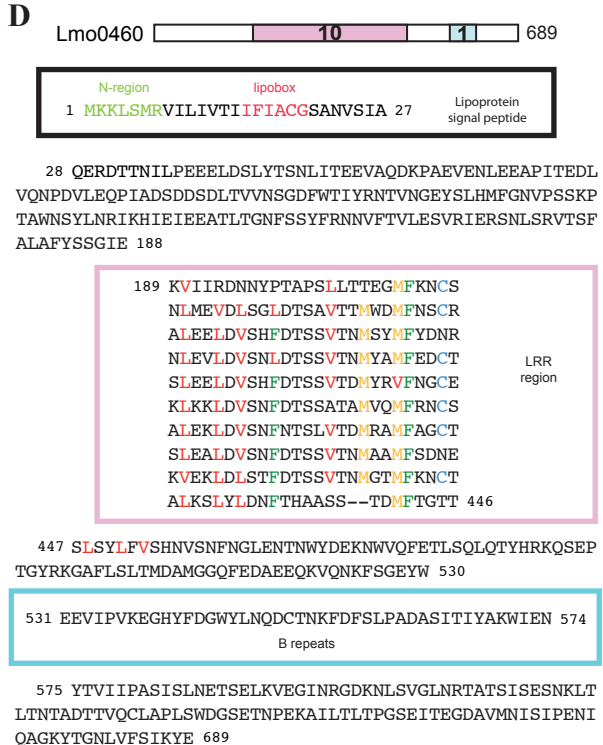 D
Lmo0460 10 1 689
N-region lipobox
1 MKKLSMRVILIVTIIFIACGSANVSIA 27 Lipoprotein
signal peptide
28 QERDTTNILPEEELDSLYTSNLITEEVAQDKPAEVENLEEAPITEDL
VQNPDVLEQPIADSDDSDLTVVNSGDFWTIYRNTVNGEYSLHMFGNVPSSKP
TAWNSYLNRIKHIEIEEATLTGNFSSYFRNNVFTVLESVRIERSNLSRVTSF
ALAFYSSGIE 188
189 KVIIRDNNYPTAPSLLTTEGMFKNCS
NLMEVDLSGLDTSAVTTMWDMFNSCR
ALEELDVSHFDTSSVTNMSYMFYDNR
NLEVLDVSNLDTSSVTNMYAMFEDCT
SLEELDVSHFDTSSVTDMYRVFNGCE
KLKKLDVSNFDTSSATAMVQMFRNCS
ALEKLDVSNFNTSLVTDMRAMFAGCT
SLEALDVSNFDTSSVTNMAAMFSDNE
KVEKLDLSTFDTSSVTNMGTMFKNCT
ALKSLYLDNFTHAASS--TDMFTGTT 446
LRR
region
447 SLSYLFVSHNVSNFNGLENTNWYDEKNWVQFETLSQLQTYHRKQSEP
TGYRKGAFLSLTMDAMGGQFEDAEEQKVQNKFSGEYW 530
531 EEVIPVKEGHYFDGWYLNQDCTNKFDFSLPADASITIYAKWIEN 574
B repeats
575 YTVIIPASISLNETSELKVEGINRGDKNLSVGLNRTATSISESNKLT
LTNTADTTVQCLAPLSWDGSETNPEKAILTLTPGSEITEGDAVMNISIPENI
QAGKYTGNLVFSIKYE 689